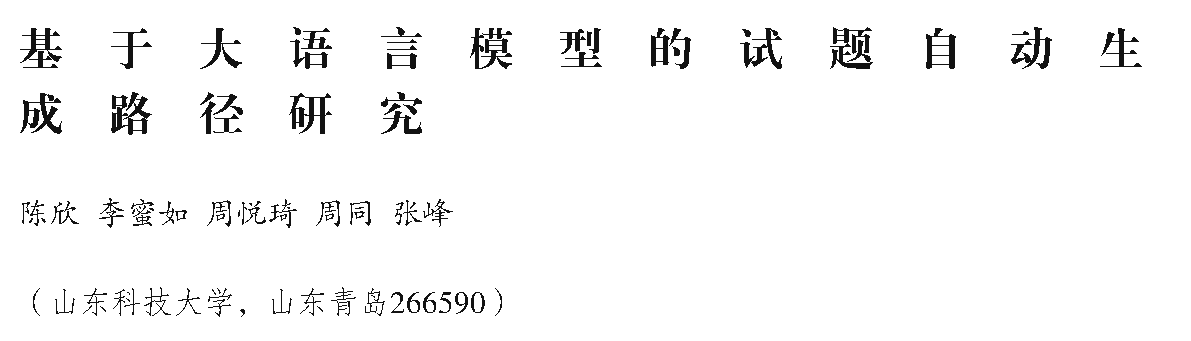 基于大语言模型的试题自动生
成路径研究
陈欣 李蜜如 周悦琦 周同 张峰
（山东科技大学，山东青岛266590）